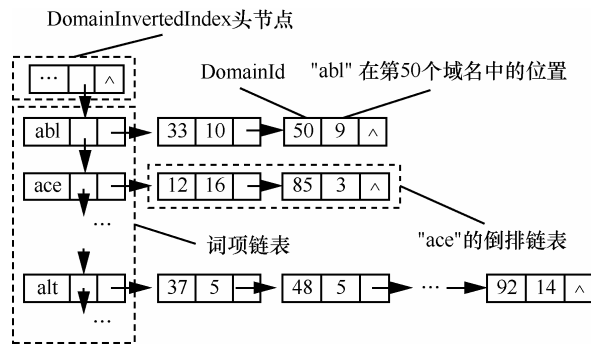 DomainInvertedIndex头节点
… ∧
DomainId "abl" 在第50个域名中的位置
abl 33 10 50 9 ∧
ace 12 16 85 3 ∧
…
"ace"的倒排链表
词项链表
alt 37 5 48 5 … 92 14 ∧
…